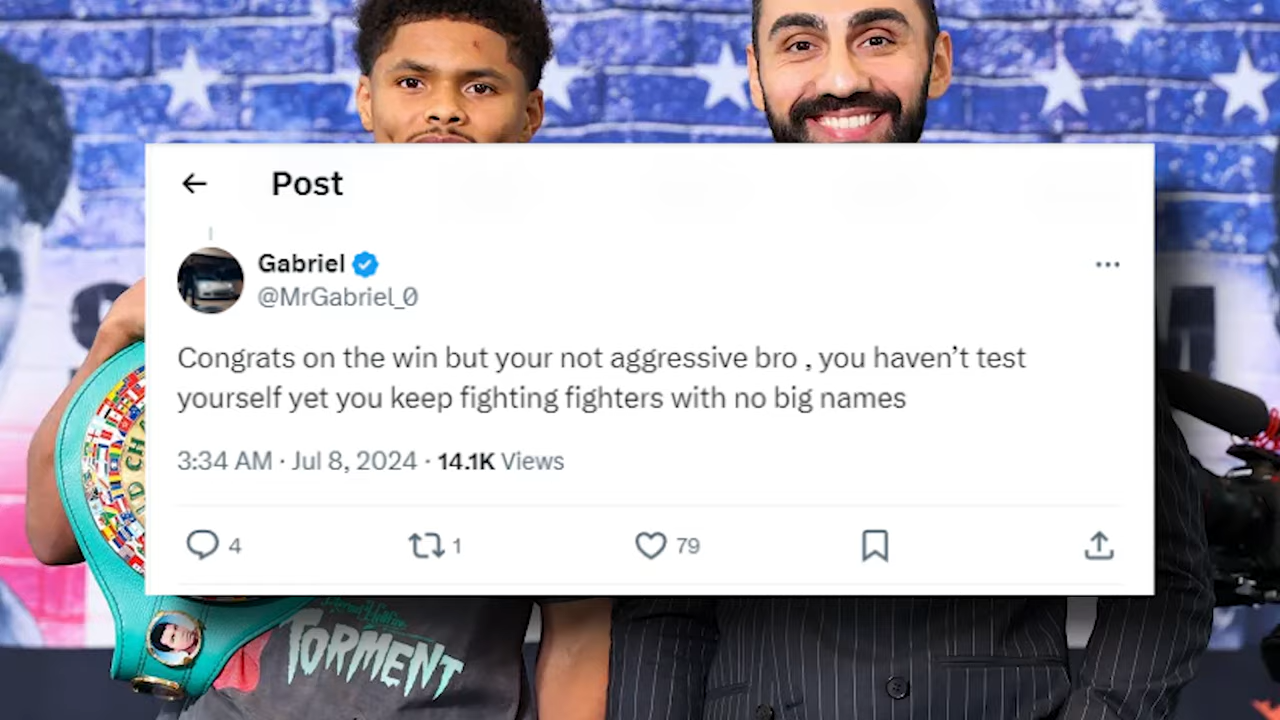 Post
Gabriel
@MrGabriel_0
Congrats on the win but your not aggressive bro , you haven’t test
yourself yet you keep fighting fighters with no big names
3:34 AM · Jul 8, 2024 · 14.1K Views
4
1
79
TORMENT